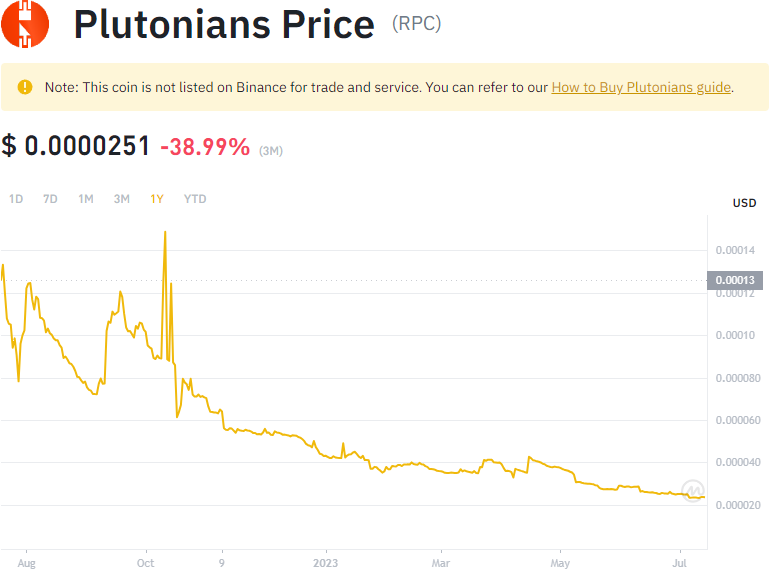 Plutonians Price (RPC)
Note: This coin is not listed on Binance for trade and service. You can refer to our How to Buy Plutonians guide.
$ 0.0000251 -38.99% (3M)
1D 7D 1M 3M 1Y YTD
USD
0.00014
0.00013
0.00012
0.00010
0.000080
0.000060
0.000040
0.000020
Aug Oct 9 2023 Mar May Jul